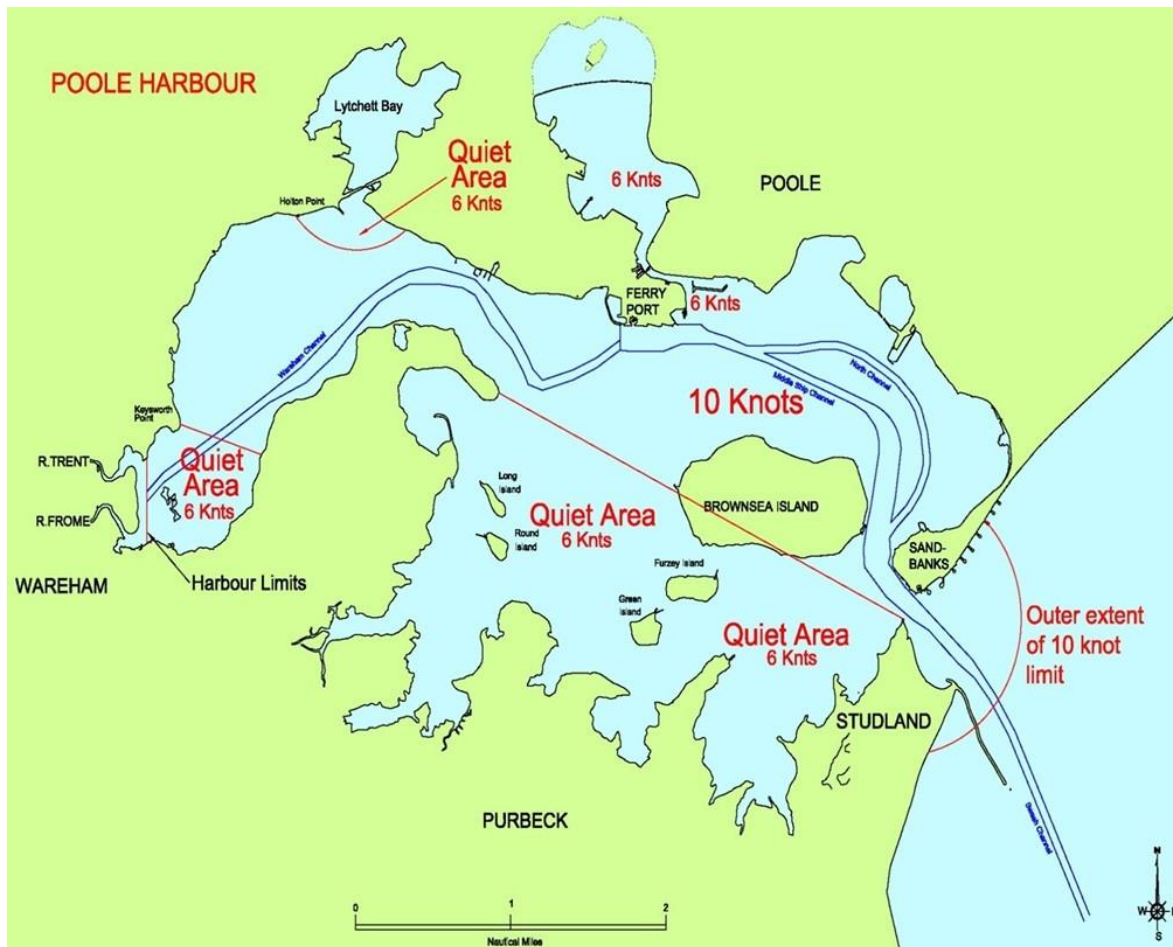 POOLE HARBOUR
Lytchett Bay
Quiet
Area
6 Knts
Holton Point
6 Knts
POOLE
FERRY
PORT
6 Knts
Wareham Channel
North Channel
Middle Ship Channel
10 Knots
Keysworth
Point
R.TRENT
R.FROME
Quiet
Area
6 Knts
WAREHAM
Harbour Limits
Long
Island
Round
Island
Quiet Area
6 Knts
BROWNSEA ISLAND
Furzey Island
Green
Island
SAND-
BANKS
Quiet Area
6 Knts
Outer extent
of 10 knot
limit
STUDLAND
PURBECK
Swash Channel
0
1
2
Nautical Miles
N
W
E
S